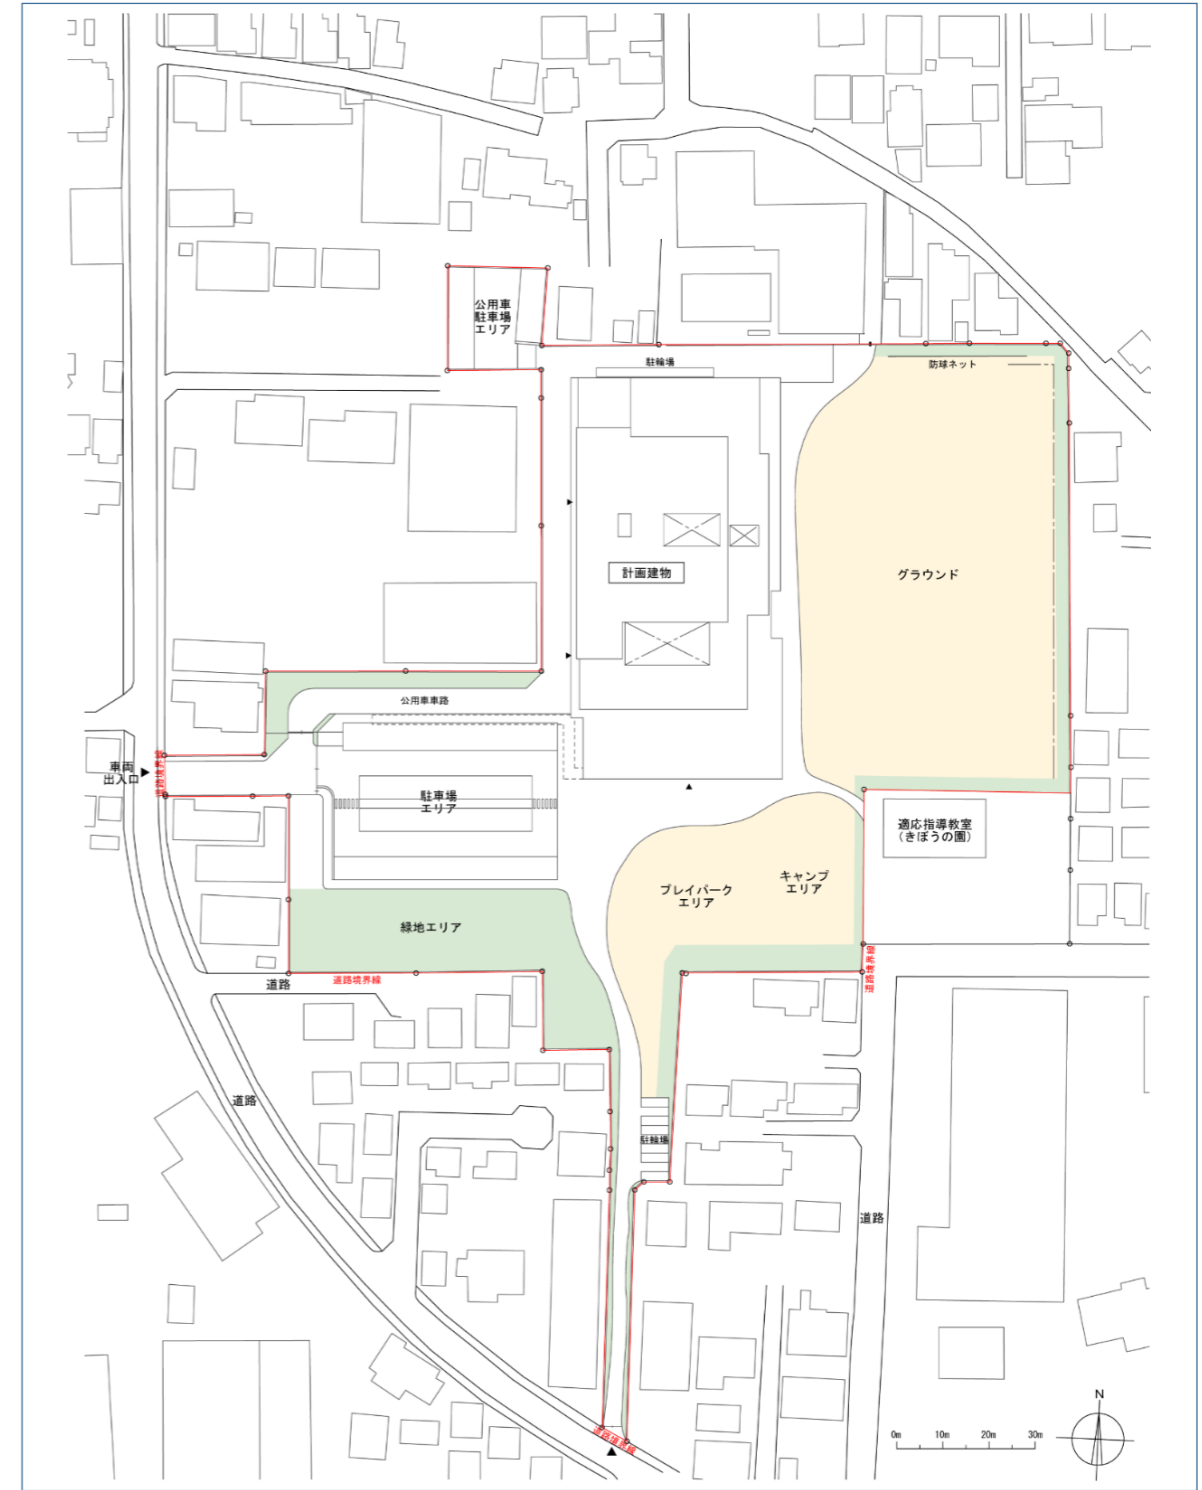 公用車
駐車場
エリア
駐輪場
防球ネット
計画建物
グラウンド
公用車車路
車両
出入口
道路境界線
駐車場
エリア
適応指導教室
(きぼうの園)
プレイパーク
エリア
キャンプ
エリア
緑地エリア
道路
道路境界線
道路境界線
道路
駐輪場
道路
道路境界線
N
0m 10m 20m 30m